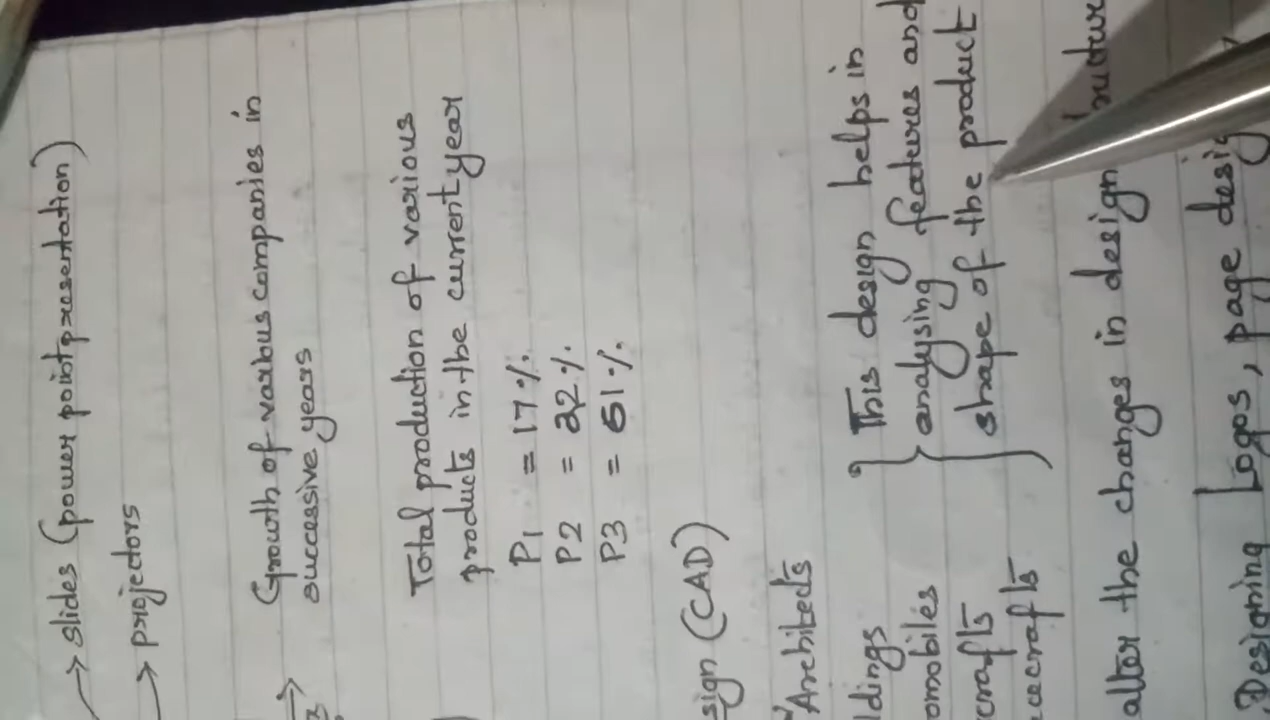 → slides (power point presentation)
→ projectors
Growth of various companies in
successive years
Total production of various
products in the current year
P1 = 17%
P2 = 22%
P3 = 61%
sign (CAD)
Architects
ldings
omobiles
crafts
cecrafts
This design helps in
analysing features and
shape of the product
alter the changes in design
Designing Logos, page desig